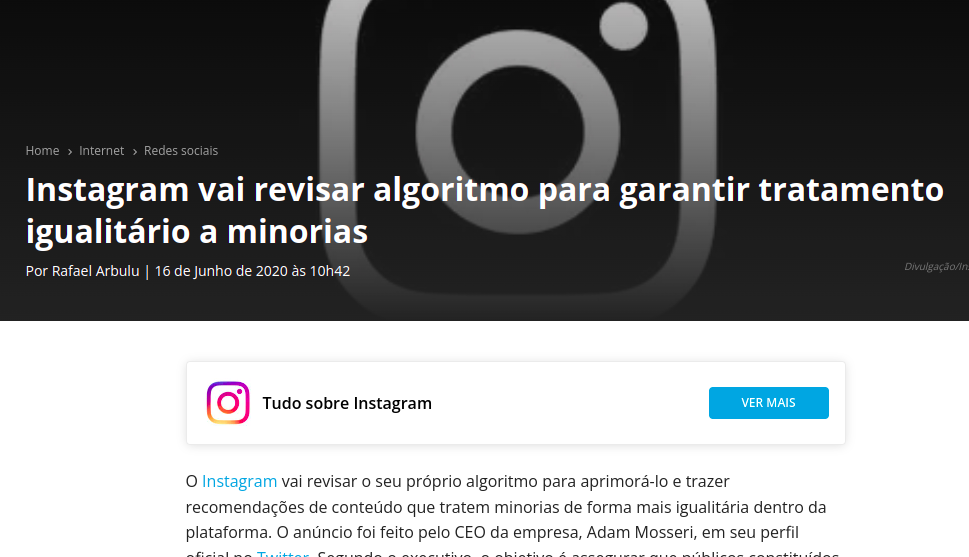 Home › Internet › Redes sociais
Instagram vai revisar algoritmo para garantir tratamento
igualitário a minorias
Por Rafael Arbulu | 16 de Junho de 2020 às 10h42
Divulgação/In
Tudo sobre Instagram
VER MAIS
O Instagram vai revisar o seu próprio algoritmo para aprimorá-lo e trazer
recomendações de conteúdo que tratem minorias de forma mais igualitária dentro da
plataforma. O anúncio foi feito pelo CEO da empresa, Adam Mosseri, em seu perfil
oficial no Twitter. Segundo o executivo, o objetivo é assegurar que públicos constituídos